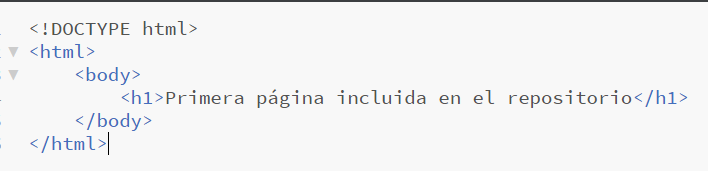 <!DOCTYPE html>
<html>
<body>
<h1>Primera página incluida en el repositorio</h1>
</body>
</html>